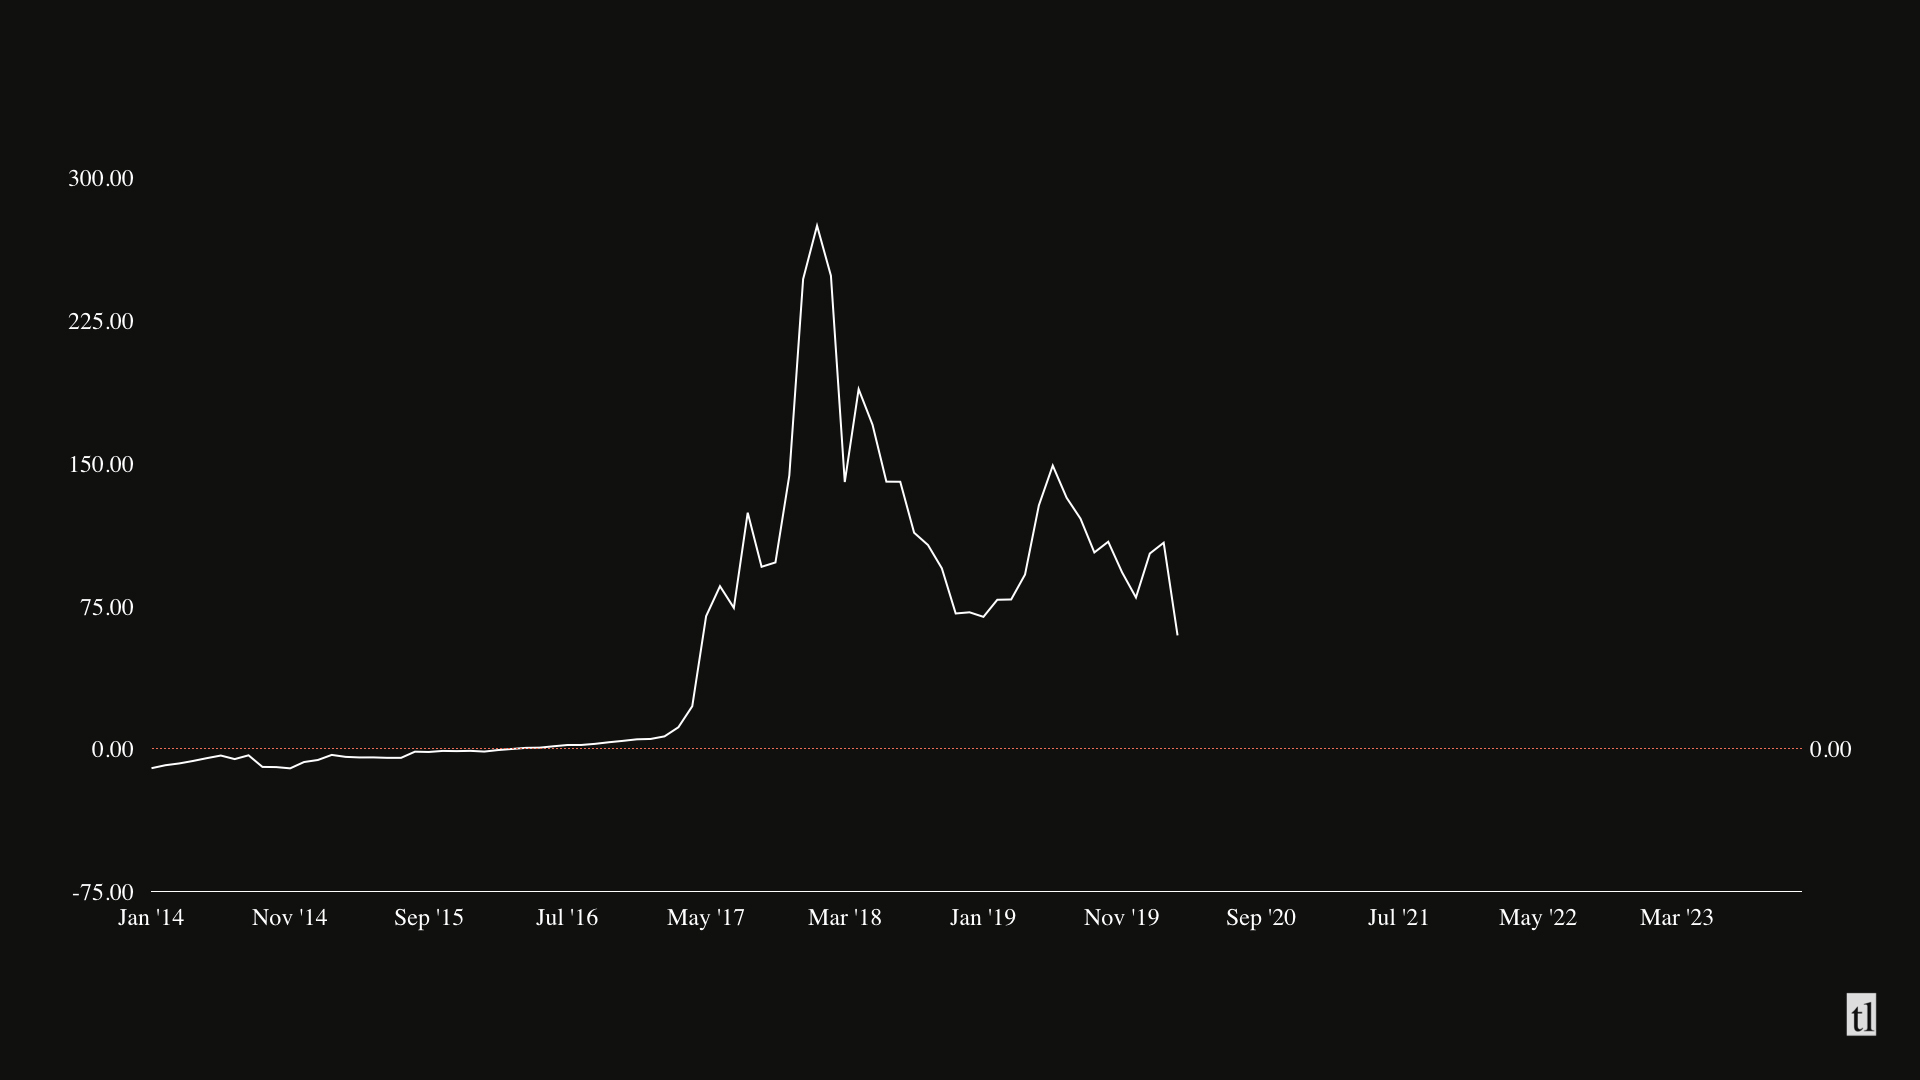 300.00
225.00
150.00
75.00
0.00
0.00
-75.00
Jan '14
Nov '14
Sep '15
Jul '16
May '17
Mar '18
Jan '19
Nov '19
Sep '20
Jul '21
May '22
Mar '23
tl